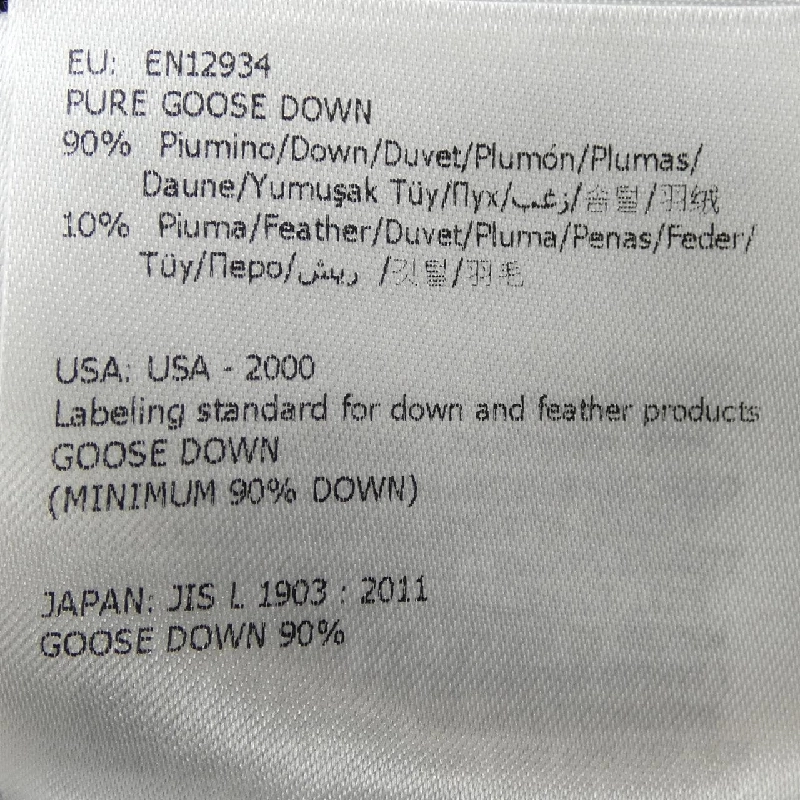 EU: EN12934
PURE GOOSE DOWN
90% Piumino/Down/Duvet/Plumón/Plumas/
Daune/Yumuşak Tüy/Пух/زغب/솜털/羽绒
10% Piuma/Feather/Duvet/Pluma/Penas/Feder/
Tüy/Перо/ریش /깃털/羽毛
USA: USA - 2000
Labeling standard for down and feather products
GOOSE DOWN
(MINIMUM 90% DOWN)
JAPAN: JIS L 1903 : 2011
GOOSE DOWN 90%